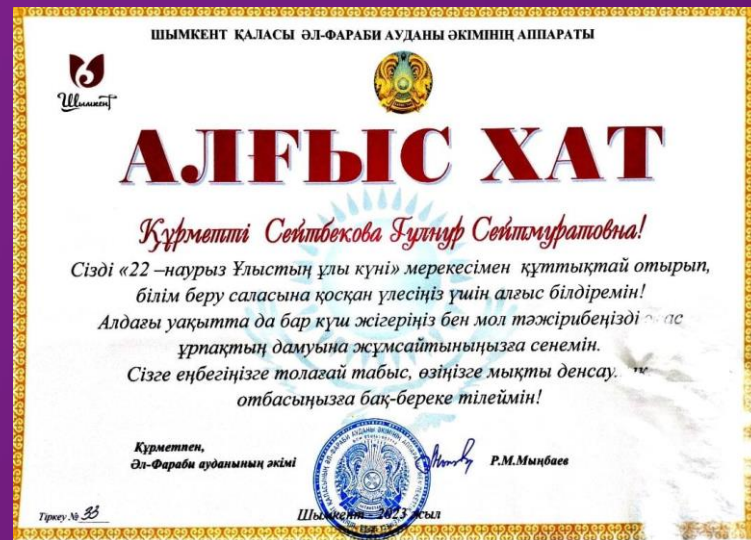 ШЫМКЕНТ ҚАЛАСЫ ӘЛ-ФАРАБИ АУДАНЫ ӘКІМІНІҢ АППАРАТЫ
Шымкент
АЛҒЫС ХАТ
Құрметті Сейтбекова Гулнур Сейтмуратовна!
Сізді «22 –наурыз Ұлыстың ұлы күні» мерекесімен құттықтай отырып,
білім беру саласына қосқан үлесіңіз үшін алғыс білдіремін!
Алдағы уақытта да бар күш жігеріңіз бен мол тәжірибеңізді
ұрпақтың дамуына жұмсайтыныңызға сенемін.
Сізге еңбегіңізге толағай табыс, өзіңізге мықты
отбасыңызға бақ-береке тілеймін!
Құрметпен,
Әл-Фараби ауданының әкімі Р.М.Мыңбаев
Тіркеу № 33
Шымкент - 2023 жыл